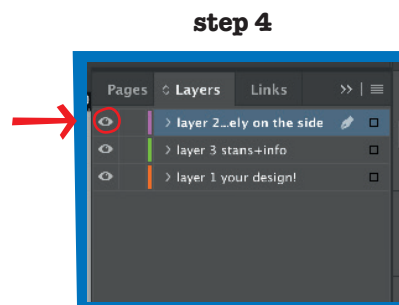 step 4
Pages Layers Links
layer 2...ely on the side
layer 3 stans+info
layer 1 your design!